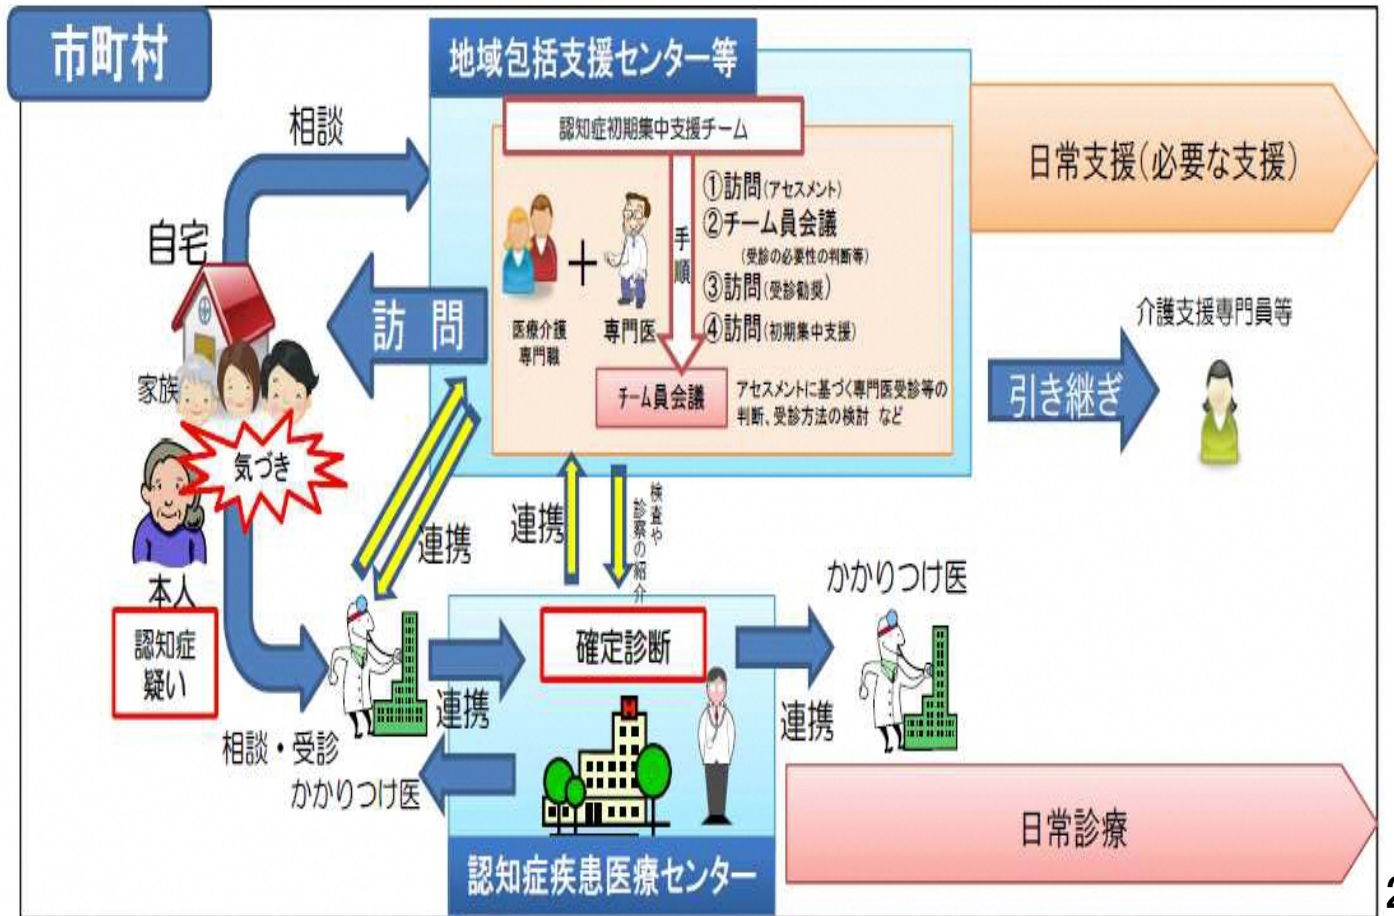 市町村
地域包括支援センター等
相談
認知症初期集中支援チーム
日常支援(必要な支援)
①訪問(アセスメント)
②チーム員会議
(受診の必要性の判断等)
③訪問(受診勧奨)
④訪問(初期集中支援)
手順
+
医療介護
専門職
専門医
自宅
訪 問
介護支援専門員等
家族
チーム員会議
アセスメントに基づく専門医受診等の
判断、受診方法の検討 など
引き継ぎ
気づき
連携
連携
検査や
診察の紹介
本人
認知症
疑い
かかりつけ医
確定診断
連携
連携
相談・受診
かかりつけ医
H
日常診療
認知症疾患医療センター
2